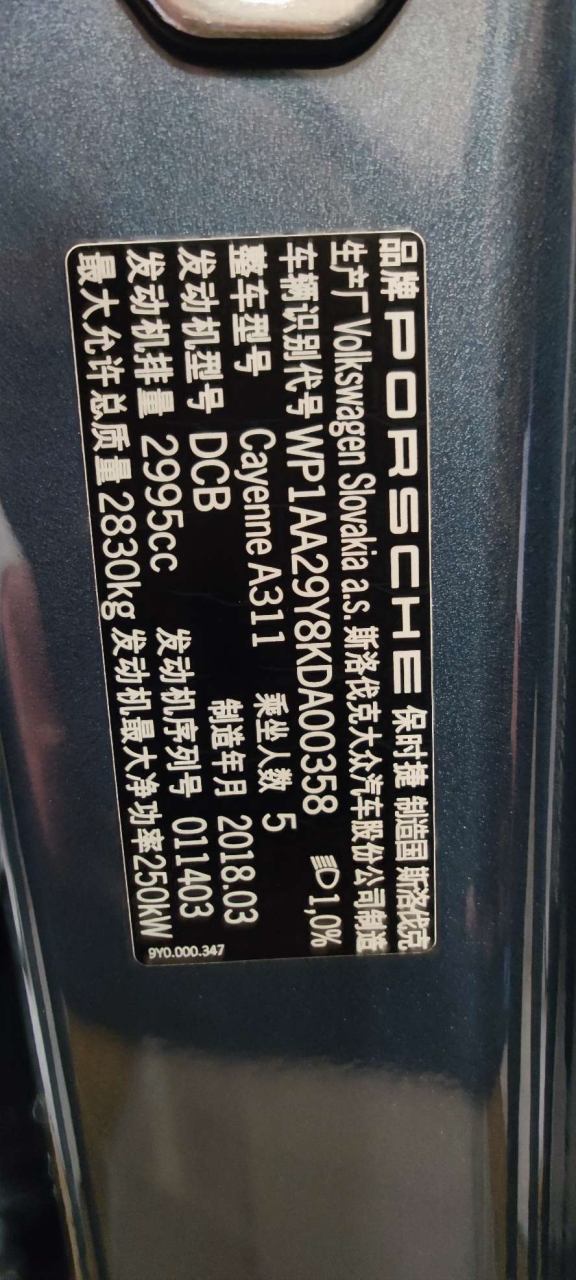 品牌 PORSCHE 保时捷 制造国 斯洛伐克
生产厂 Volkswagen Slovakia a.s. 斯洛伐克大众汽车股份公司制造
车辆识别代号 WP1AA29Y8KDA00358 1,0%
整车型号 Cayenne A311 乘坐人数 5
发动机型号 DCB 制造年月 2018.03
发动机排量 2995cc 发动机序列号 011403
最大允许总质量 2830kg 发动机最大净功率 250kW
9Y0.000.347